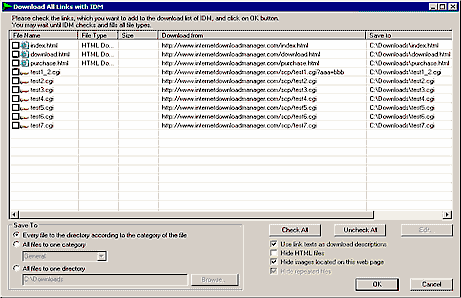 Download All Links with IDM
Please check the links, which you want to add to the download list of IDM, and click on OK button.
You may wait until IDM checks and fills all file types.
File Name File Type Size Download from Save to
index.html HTML Do... http://www.internetdownloadmanager.com/index.html C:\Downloads\index.html
download.html HTML Do... http://www.internetdownloadmanager.com/download.html C:\Downloads\download.html
purchase.html HTML Do... http://www.internetdownloadmanager.com/purchase.html C:\Downloads\purchase.html
test1_2.cgi http://www.internetdownloadmanager.com/scp/test1.cgi?aaa=bbb C:\Downloads\test1_2.cgi
test2.cgi http://www.internetdownloadmanager.com/scp/test2.cgi C:\Downloads\test2.cgi
test3.cgi http://www.internetdownloadmanager.com/scp/test3.cgi C:\Downloads\test3.cgi
test4.cgi http://www.internetdownloadmanager.com/scp/test4.cgi C:\Downloads\test4.cgi
test5.cgi http://www.internetdownloadmanager.com/scp/test5.cgi C:\Downloads\test5.cgi
test6.cgi http://www.internetdownloadmanager.com/scp/test6.cgi C:\Downloads\test6.cgi
test7.cgi http://www.internetdownloadmanager.com/scp/test7.cgi C:\Downloads\test7.cgi
Save To
Every file to the directory according to the category of the file
All files to one category
General
All files to one directory
C:\Downloads Browse...
Check All Uncheck All Edit...
Use link texts as download descriptions
Hide HTML files
Hide images located on this web page
Hide repeated files
OK Cancel